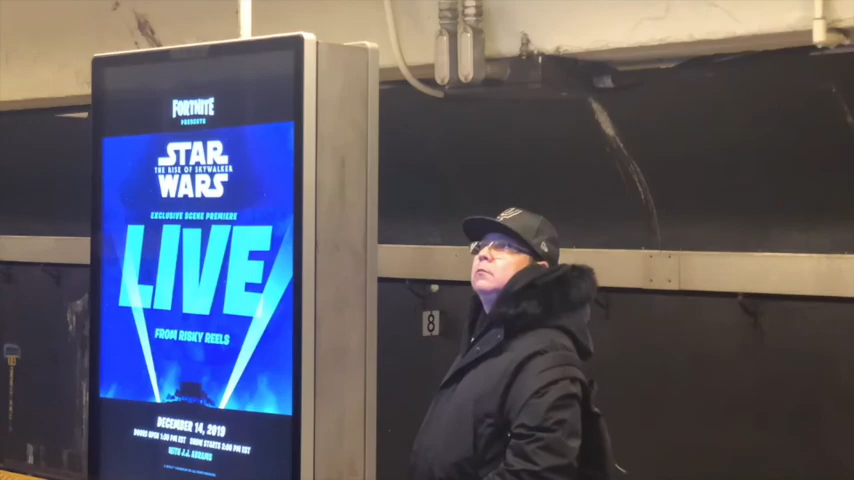 FORTNITE
PRESENTS
STAR
THE RISE OF SKYWALKER
WARS
EXCLUSIVE SCENE PREMIERE
LIVE
FROM RISKY REELS
DECEMBER 14, 2019
DOORS OPEN 1:30 PM EST SHOW STARTS 2:00 PM EST
WITH J.J. ABRAMS
8